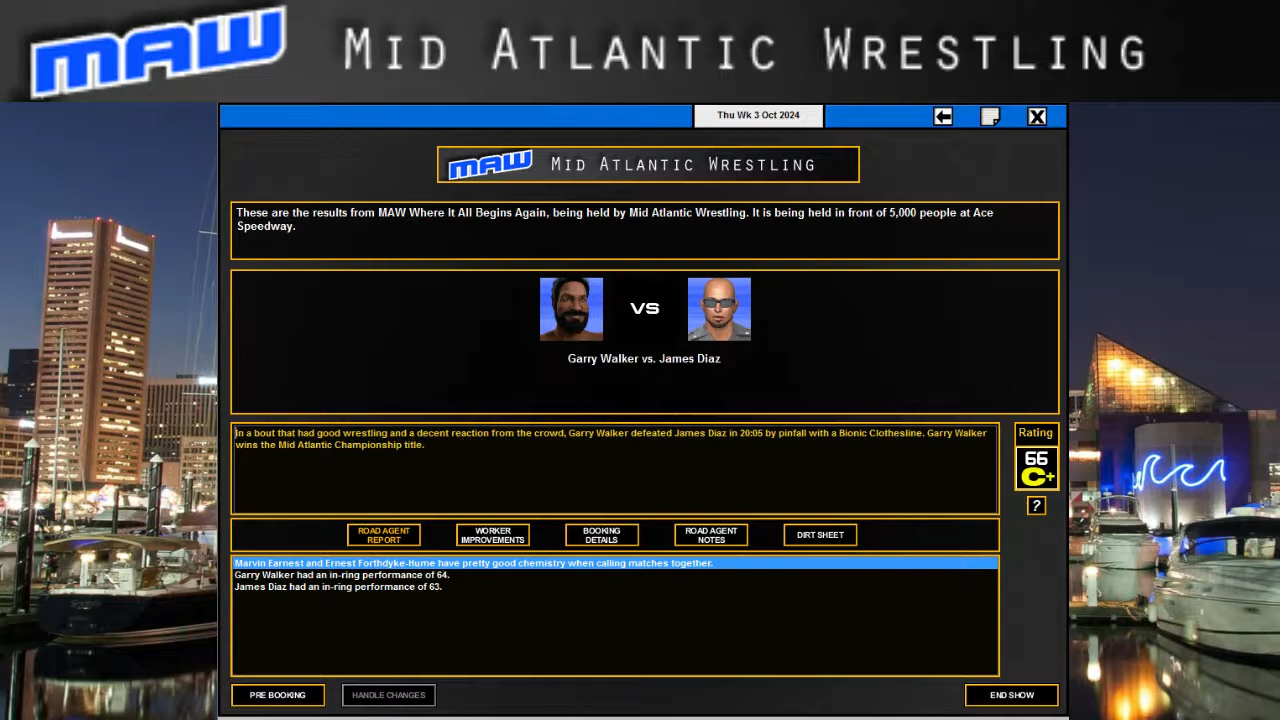 MAW MID ATLANTIC WRESTLING
Thu Wk 3 Oct 2024
MAW MID ATLANTIC WRESTLING
These are the results from MAW Where It All Begins Again, being held by Mid Atlantic Wrestling. It is being held in front of 5,000 people at Ace
Speedway.
VS
Garry Walker vs. James Diaz
In a bout that had good wrestling and a decent reaction from the crowd, Garry Walker defeated James Diaz in 20:05 by pinfall with a Bionic Clothesline. Garry Walker
wins the Mid Atlantic Championship title.
Rating
66
C+
?
ROAD AGENT
REPORT
WORKER
IMPROVEMENTS
BOOKING
DETAILS
ROAD AGENT
NOTES
DIRT SHEET
Marvin Earnest and Ernest Forthdyke-Hume have pretty good chemistry when calling matches together.
Garry Walker had an in-ring performance of 64.
James Diaz had an in-ring performance of 63.
PRE BOOKING
HANDLE CHANGES
END SHOW